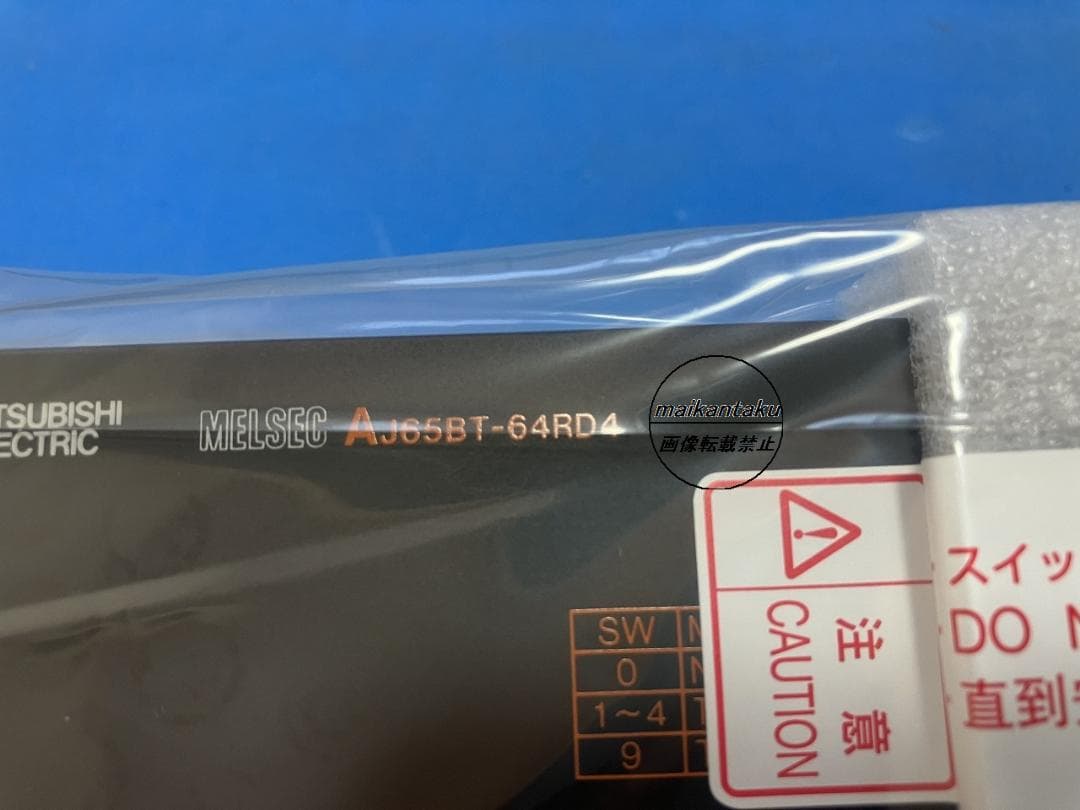 TSUBISHI
ECTRIC
MELSEC AJ65BT-64RD4
maikantaku
画像転載禁止
SW
0
1~4
9
注意
CAUTION
スイッ
DO
直到